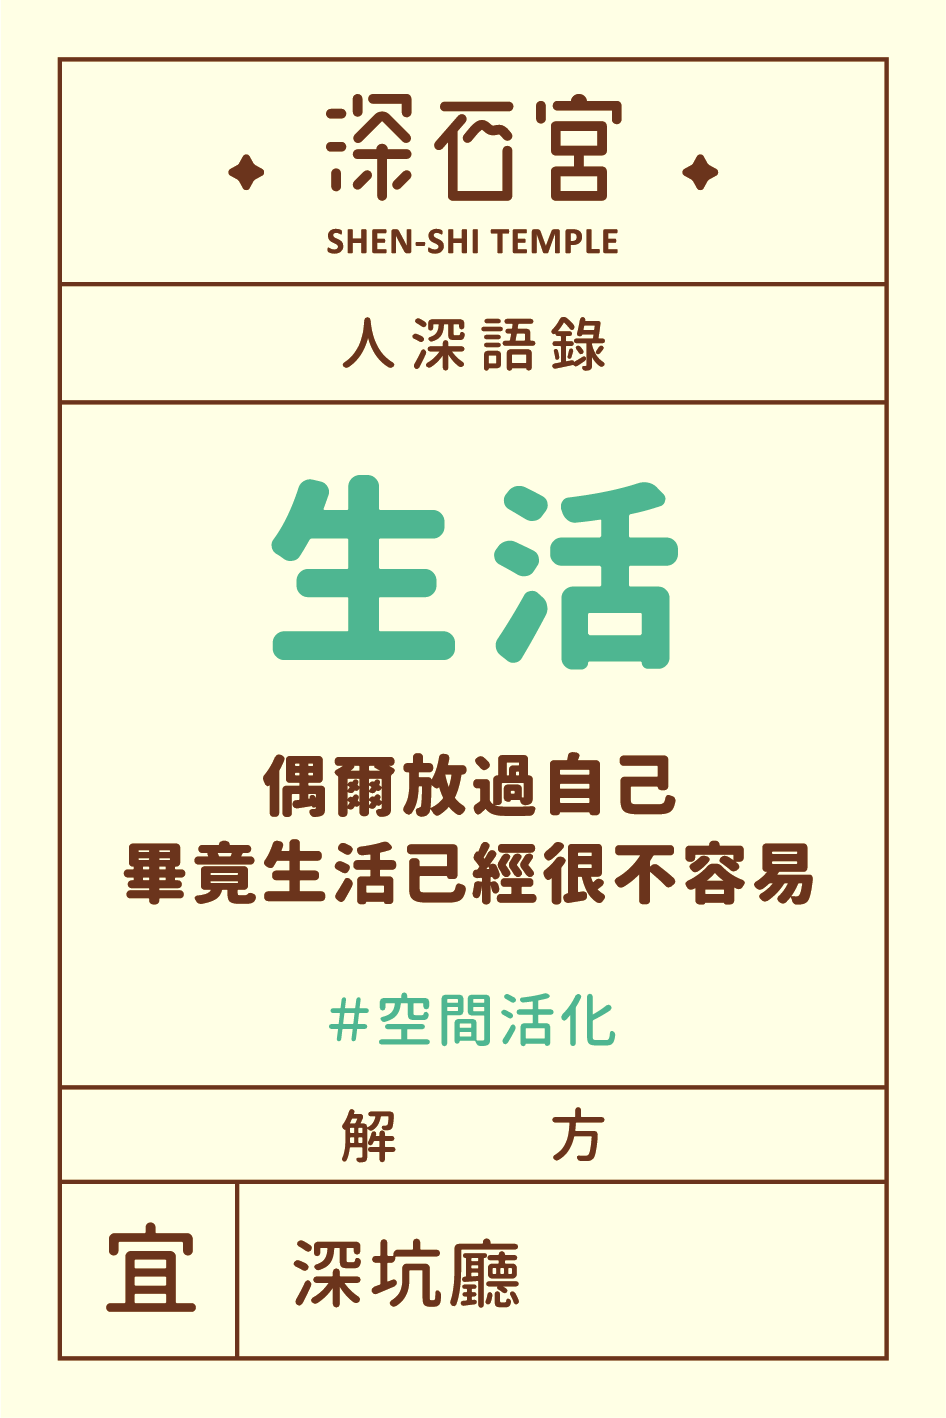 深石宮
SHEN-SHI TEMPLE
人深語錄
生活
偶爾放過自己
畢竟生活已經很不容易
#空間活化
解 方
宜 深坑廳